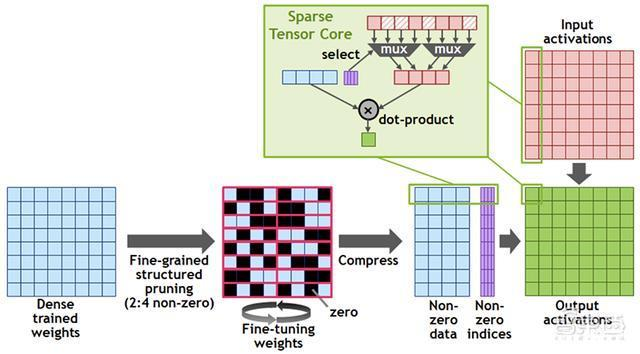 Sparse
Tensor Core
Input
activations
select
mux
mux
×
dot-product
Fine-grained
structured
pruning
(2:4 non-zero)
Compress
zero
Dense
trained
weights
Fine-tuning
weights
Non-
zero
data
Non-
zero
indices
Output
activations